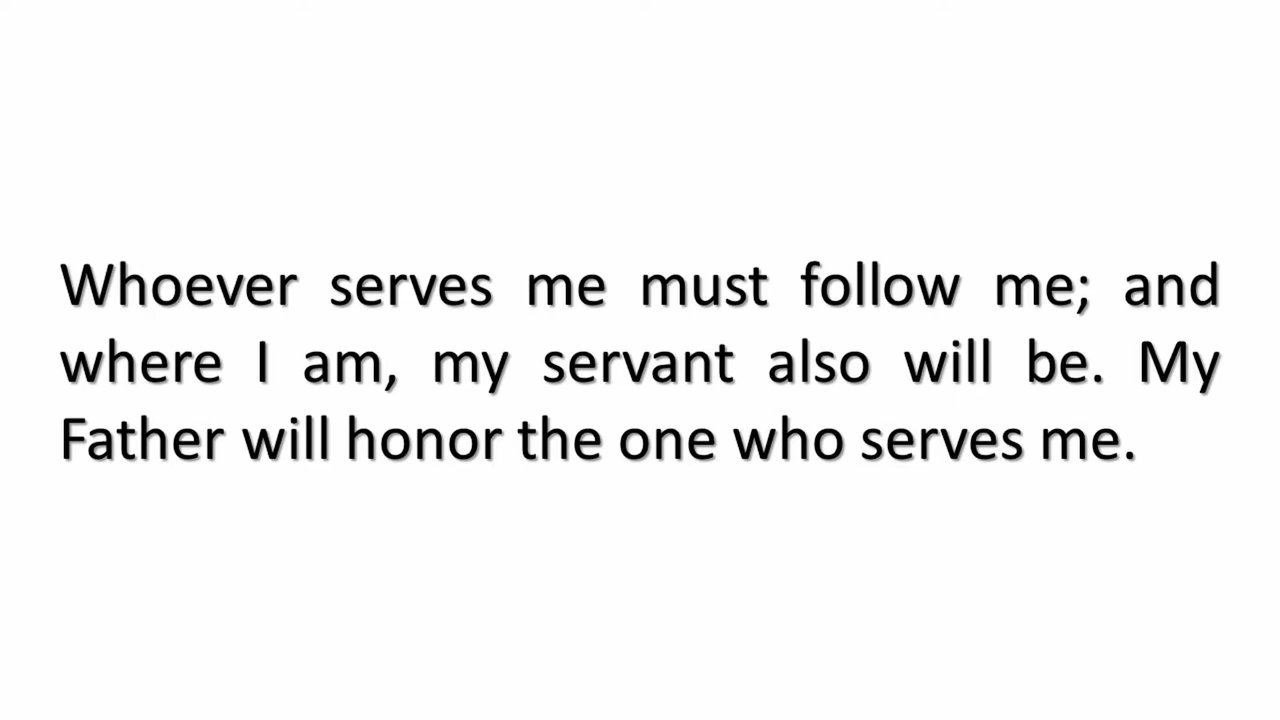 Whoever serves me must follow me; and
where I am, my servant also will be. My
Father will honor the one who serves me.